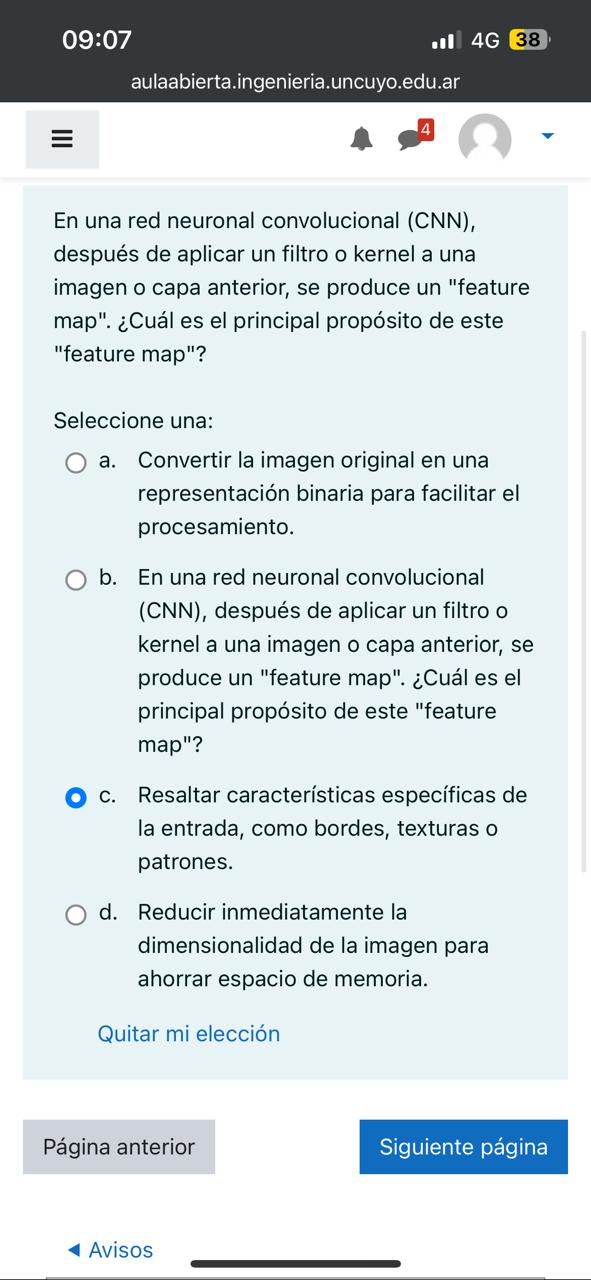 09:07
4G 38
aulaabierta.ingenieria.uncuyo.edu.ar
4
En una red neuronal convolucional (CNN),
después de aplicar un filtro o kernel a una
imagen o capa anterior, se produce un "feature
map". ¿Cuál es el principal propósito de este
"feature map"?
Seleccione una:
a. Convertir la imagen original en una
representación binaria para facilitar el
procesamiento.
b. En una red neuronal convolucional
(CNN), después de aplicar un filtro o
kernel a una imagen o capa anterior, se
produce un "feature map". ¿Cuál es el
principal propósito de este "feature
map"?
c. Resaltar características específicas de
la entrada, como bordes, texturas o
patrones.
d. Reducir inmediatamente la
dimensionalidad de la imagen para
ahorrar espacio de memoria.
Quitar mi elección
Página anterior
Siguiente página
◄ Avisos